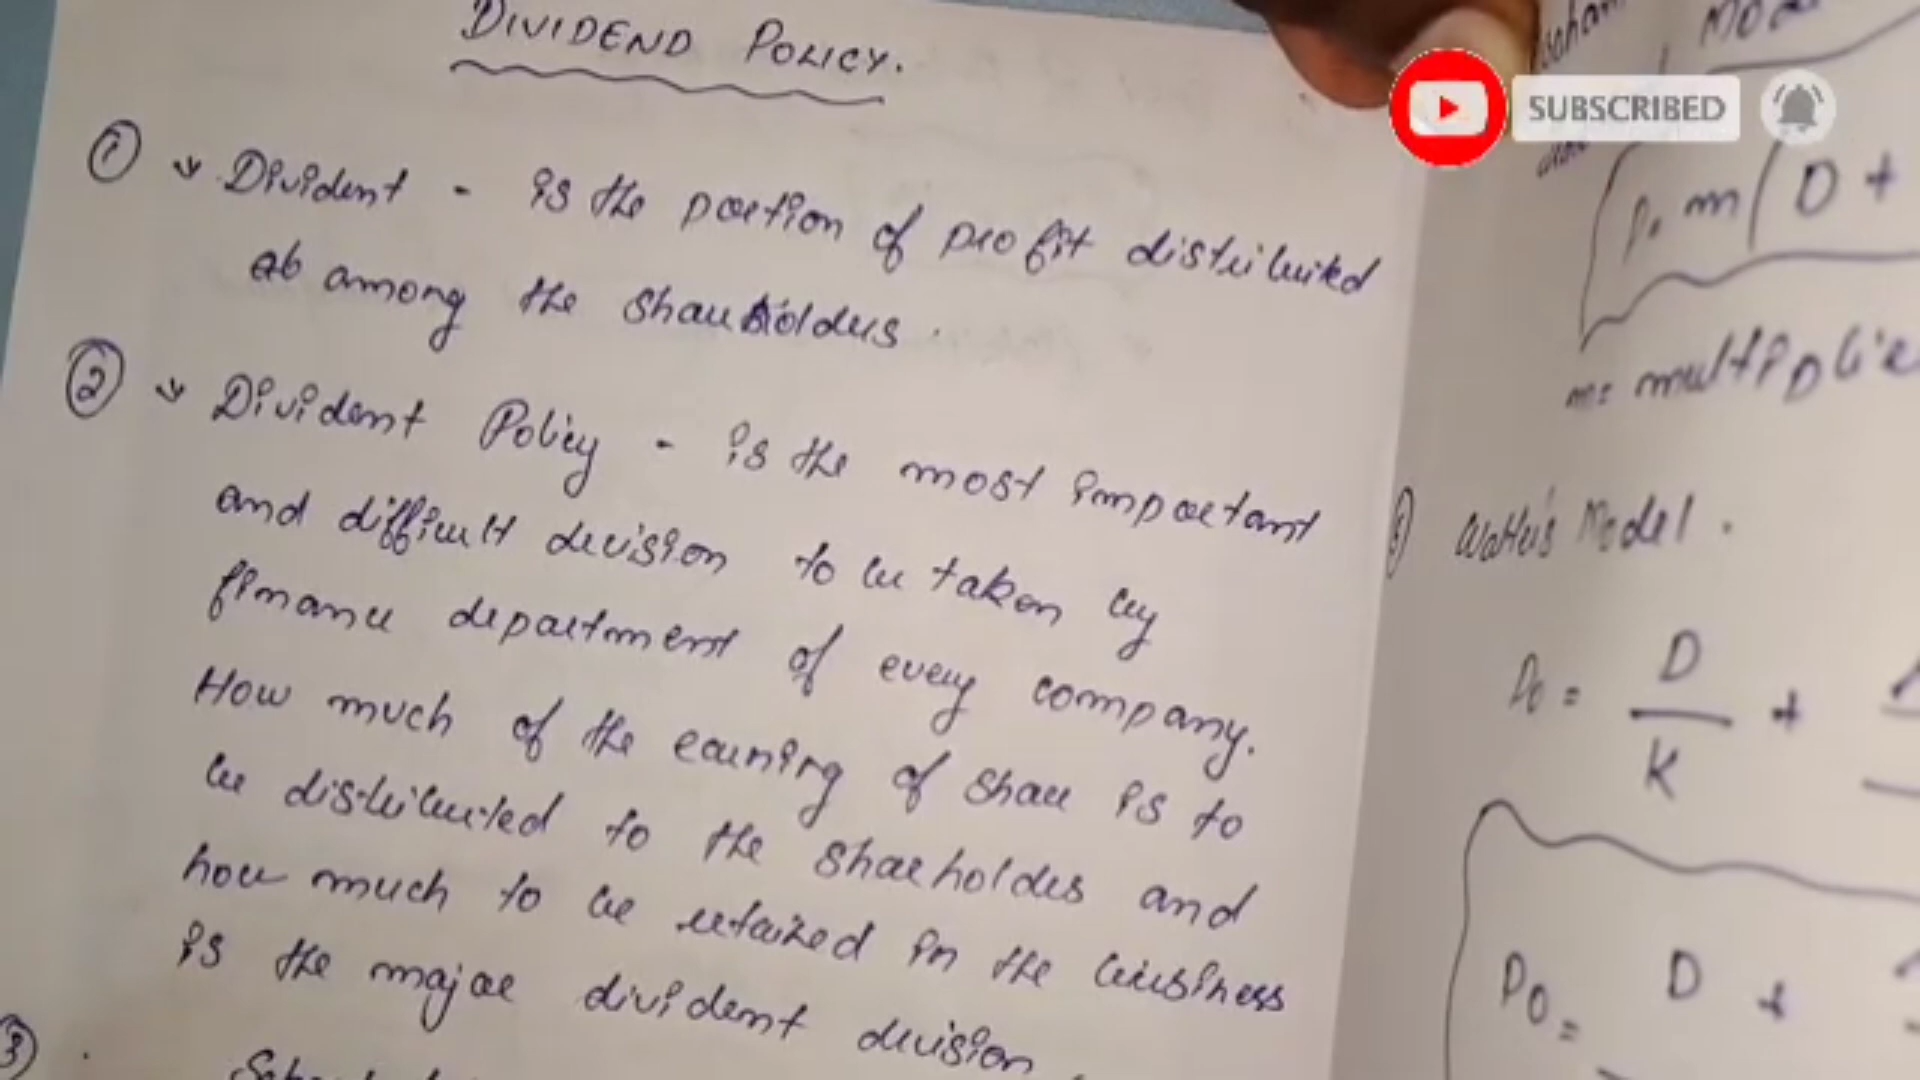 DIVIDEND POLICY.
① Divident - is the portion of profit distributed
ab among the shareholders.
② Divident Policy - is the most important
and difficult decision to be taken by
finance department of every company.
How much of the earning of share is to
be distributed to the shareholders and
how much to be retained in the business
is the major divident decision
③
SUBSCRIBED
m(D+
m=
Model.
P0 = D/K +
P0 = D +